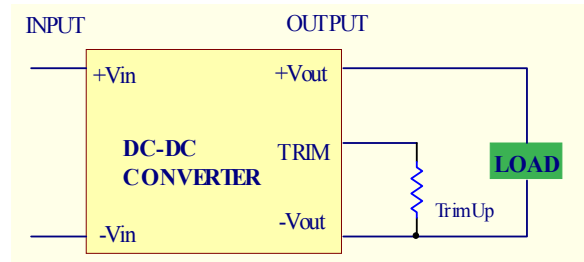 INPUT OUTPUT
+Vin +Vout
DC-DC CONVERTER
TRIM
LOAD
TrimUp
-Vin -Vout